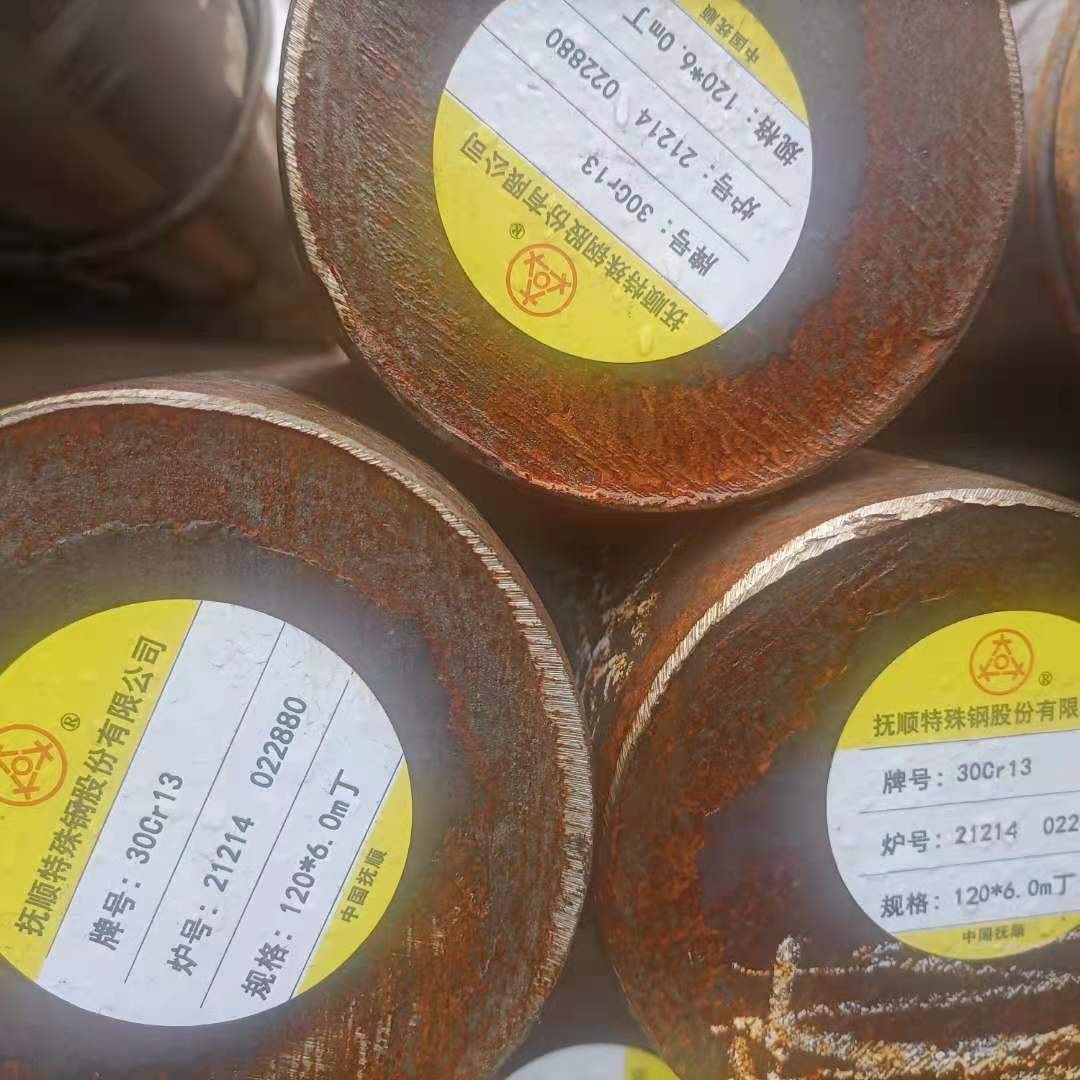 抚顺特殊钢股份有限公司
®
牌号：30Cr13
炉号：21214 022880
规格：120*6.0m丁
中国抚顺
®
抚顺特殊钢股份有限公司
牌号：30Cr13
炉号：21214 022880
规格：120*6.0m丁
中国抚顺
®
抚顺特殊钢股份有限
牌号：30Cr13
炉号：21214 022
规格：120*6.0m丁
中国抚顺